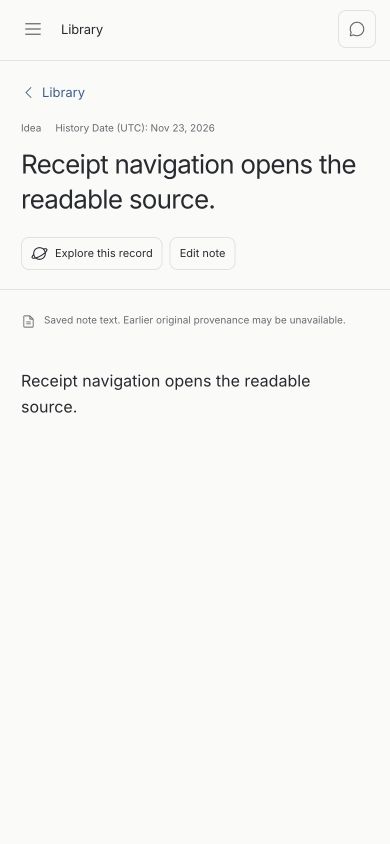 Library
Library
Idea History Date (UTC): Nov 23, 2026
Receipt navigation opens the
readable source.
Explore this record Edit note
Saved note text. Earlier original provenance may be unavailable.
Receipt navigation opens the readable
source.